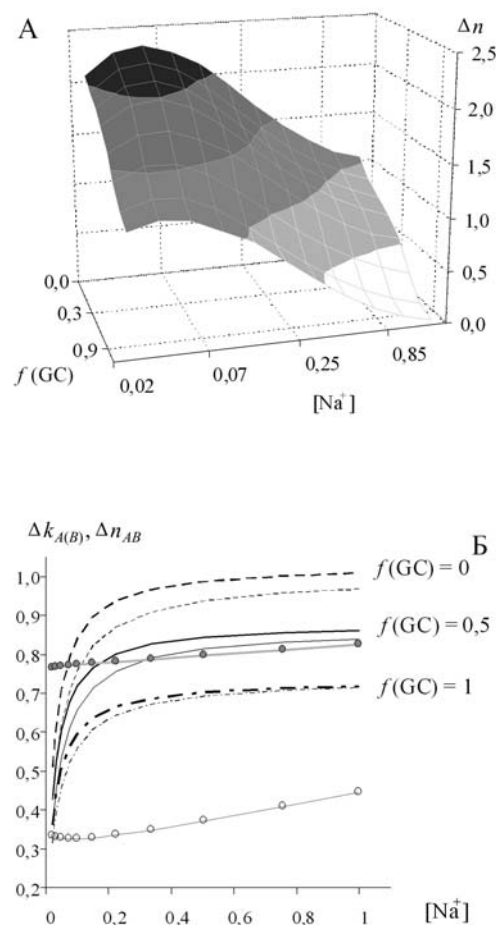 А
Δn
2,5
2,0
1,5
1,0
0,5
0,0
0,0
0,3
0,9
f (GC)
0,02
0,07
0,25
0,85
[Na⁺]
Δk_A(B), Δn_AB
Б
1,0
0,9
0,8
0,7
0,6
0,5
0,4
0,3
0,2
f (GC) = 0
f (GC) = 0,5
f (GC) = 1
0
0,2
0,4
0,6
0,8
1
[Na⁺]